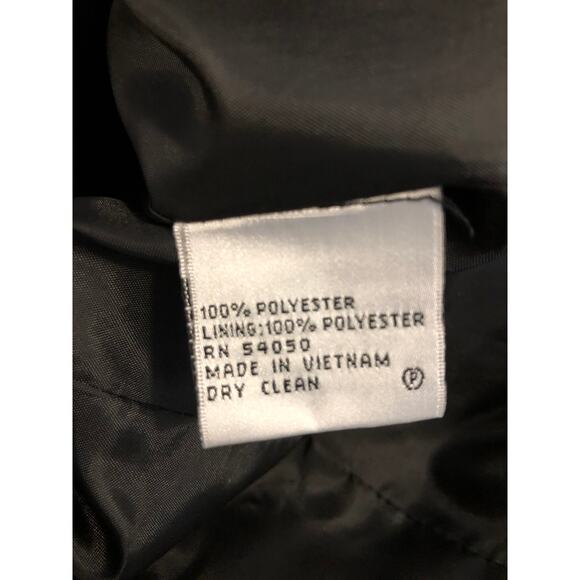 100% POLYESTER
LINING:100% POLYESTER
RN 54050
MADE IN VIETNAM
DRY CLEAN Ⓟ